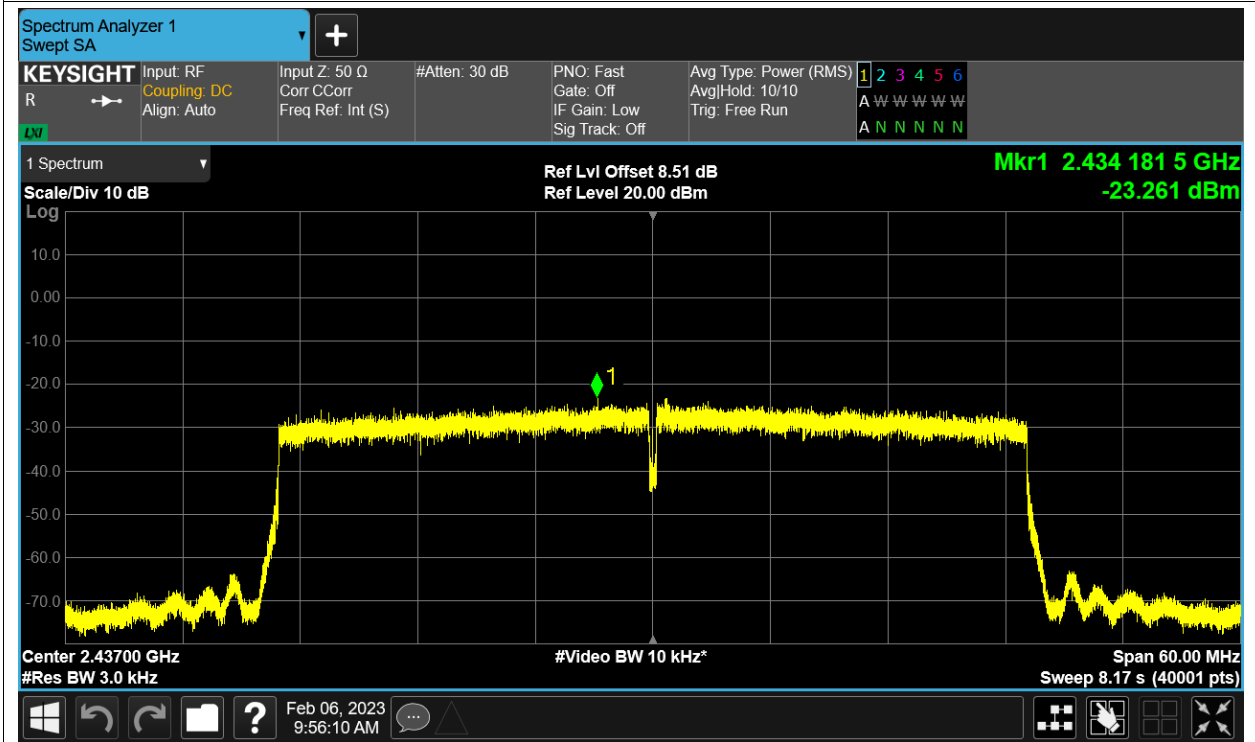 Spectrum Analyzer 1
Swept SA
KEYSIGHT
R
LXI
Input: RF
Coupling: DC
Align: Auto
Input Z: 50 Ω
Corr CCorr
Freq Ref: Int (S)
#Atten: 30 dB
PNO: Fast
Gate: Off
IF Gain: Low
Sig Track: Off
Avg Type: Power (RMS)
Avg|Hold: 10/10
Trig: Free Run
1 2 3 4 5 6
A W W W W W
A N N N N N
1 Spectrum
Scale/Div 10 dB
Log
Ref Lvl Offset 8.51 dB
Ref Level 20.00 dBm
Mkr1 2.434 181 5 GHz
-23.261 dBm
10.0
0.00
-10.0
-20.0
-30.0
-40.0
-50.0
-60.0
-70.0
1
Center 2.43700 GHz
#Res BW 3.0 kHz
#Video BW 10 kHz*
Span 60.00 MHz
Sweep 8.17 s (40001 pts)
?
Feb 06, 2023
9:56:10 AM